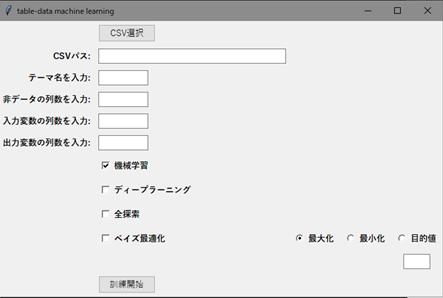 table-data machine learning
CSV選択
CSVパス:
テーマ名を入力:
非データの列数を入力:
入力変数の列数を入力:
出力変数の列数を入力:
機械学習
ディープラーニング
全探索
ベイズ最適化 最大化 最小化 目的値
訓練開始